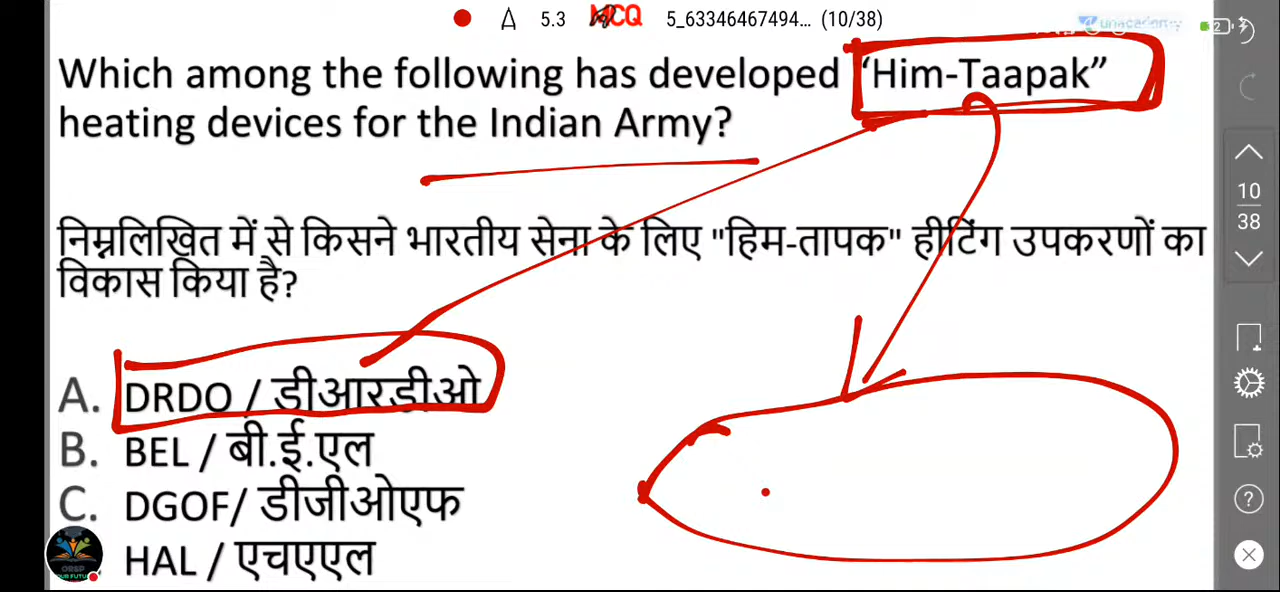 5.3 MCQ 5_63346467494... (10/38)
unacademy
Which among the following has developed 'Him-Taapak"
heating devices for the Indian Army?
10
38
निम्नलिखित में से किसने भारतीय सेना के लिए "हिम-तापक" हीटिंग उपकरणों का
विकास किया है?
A. DRDO / डीआरडीओ
B. BEL / बी.ई.एल
C. DGOF/ डीजीओएफ
HAL / एचएएल